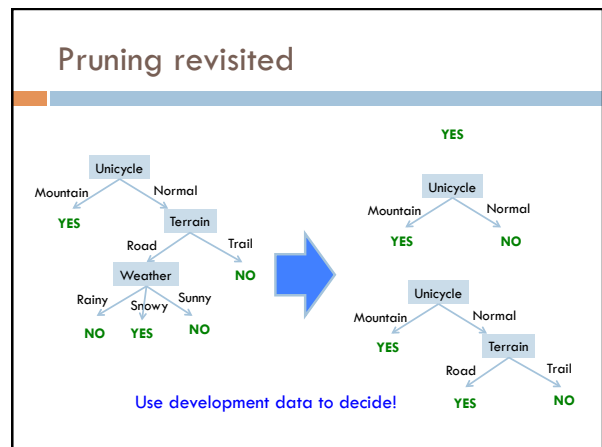 Pruning revisited
Unicycle
Mountain Normal
YES
Terrain
Road Trail
Weather
NO
Rainy Snowy Sunny
NO YES NO
YES
Unicycle
Mountain Normal
YES NO
Unicycle
Mountain Normal
YES
Terrain
Road Trail
YES NO
Use development data to decide!